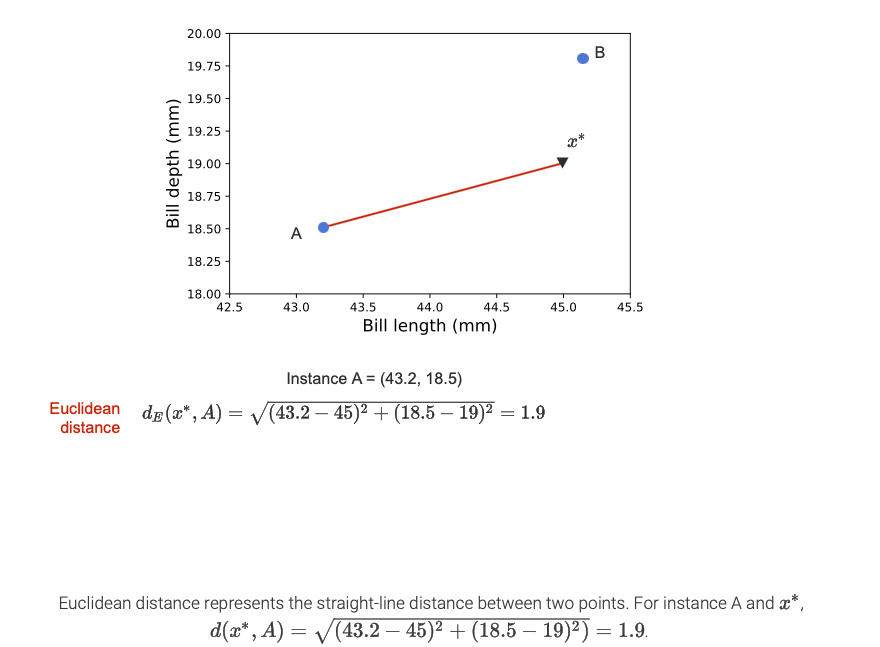 20.00
19.75
19.50
19.25
19.00
18.75
18.50
18.25
18.00
Bill depth (mm)
B
x*
A
42.5 43.0 43.5 44.0 44.5 45.0 45.5
Bill length (mm)
Instance A = (43.2, 18.5)
Euclidean distance
d_E(x*, A) = √((43.2 − 45)² + (18.5 − 19)²) = 1.9
Euclidean distance represents the straight-line distance between two points. For instance A and x*,
d(x*, A) = √((43.2 − 45)² + (18.5 − 19)²) = 1.9.